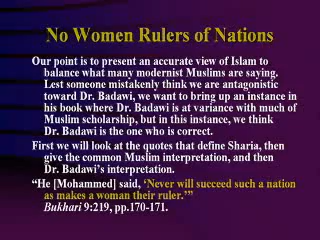 No Women Rulers of Nations
Our point is to present an accurate view of Islam to
balance what many modernist Muslims are saying.
Lest someone mistakenly think we are antagonistic
toward Dr. Badawi, we want to bring up an instance in
his book where Dr. Badawi is at variance with much of
Muslim scholarship, but in this instance, we think
Dr. Badawi is the one who is correct.
First we will look at the quotes that define Sharia, then
give the common Muslim interpretation, and then
Dr. Badawi’s interpretation.
“He [Mohammed] said, ‘Never will succeed such a nation
as makes a woman their ruler.’”
Bukhari 9:219, pp.170-171.